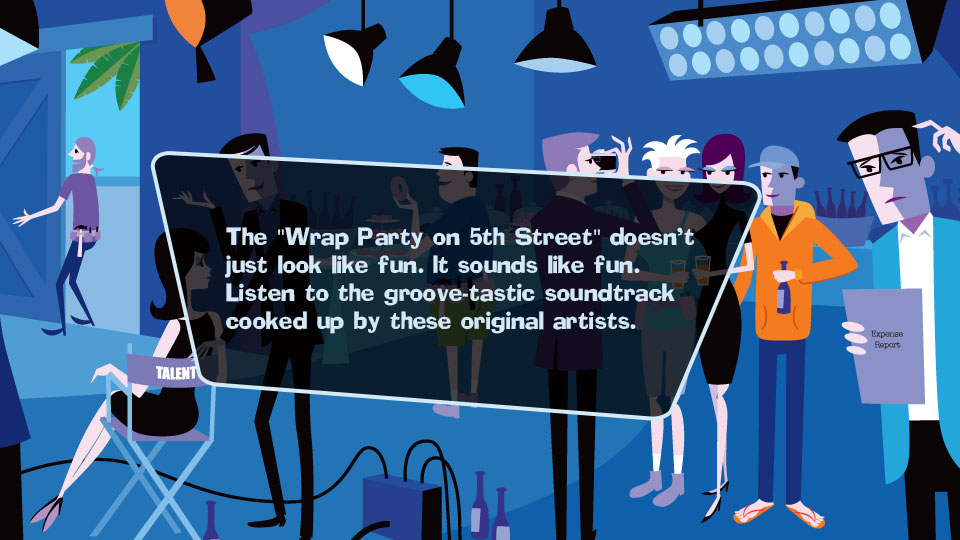 The "Wrap Party on 5th Street" doesn't
just look like fun. It sounds like fun.
Listen to the groove-tastic soundtrack
cooked up by these original artists.
TALENT
Expense
Report